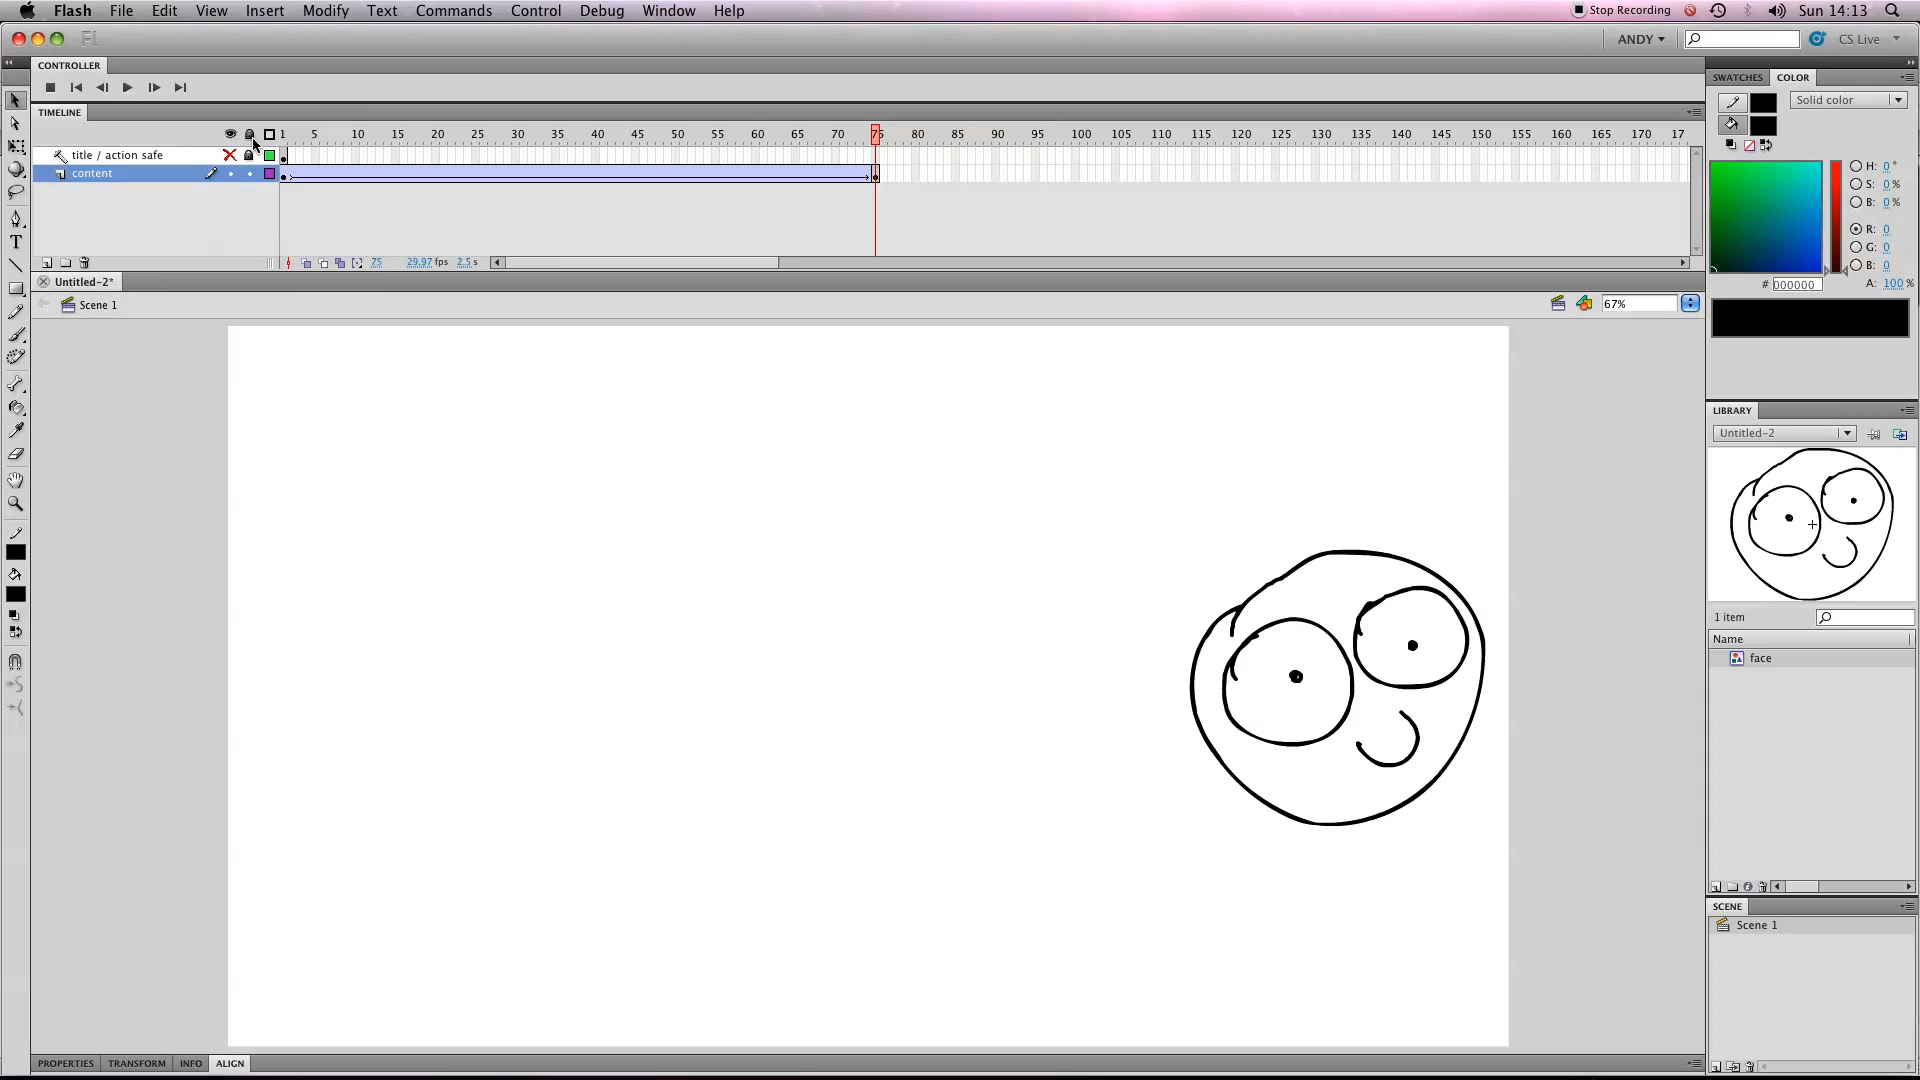 Flash File Edit View Insert Modify Text Commands Control Debug Window Help Stop Recording Sun 14:13
Fl ANDY CS Live
CONTROLLER
SWATCHES COLOR
Solid color
TIMELINE
1 5 10 15 20 25 30 35 40 45 50 55 60 65 70 75 80 85 90 95 100 105 110 115 120 125 130 135 140 145 150 155 160 165 170 17
title / action safe
content
H: 0 °
S: 0 %
B: 0 %
R: 0
G: 0
B: 0
# 000000 A: 100 %
75 29.97 fps 2.5 s
Untitled-2*
Scene 1 67%
LIBRARY
Untitled-2
1 item
Name
face
SCENE
Scene 1
PROPERTIES TRANSFORM INFO ALIGN